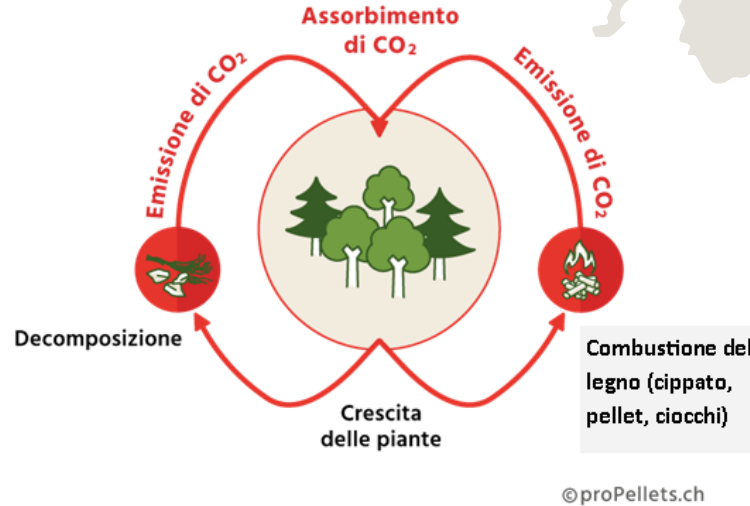 Assorbimento
di CO₂
Emissione di CO₂
Emissione di CO₂
Decomposizione
Combustione del
legno (cippato,
pellet, ciocchi)
Crescita
delle piante
©proPellets.ch